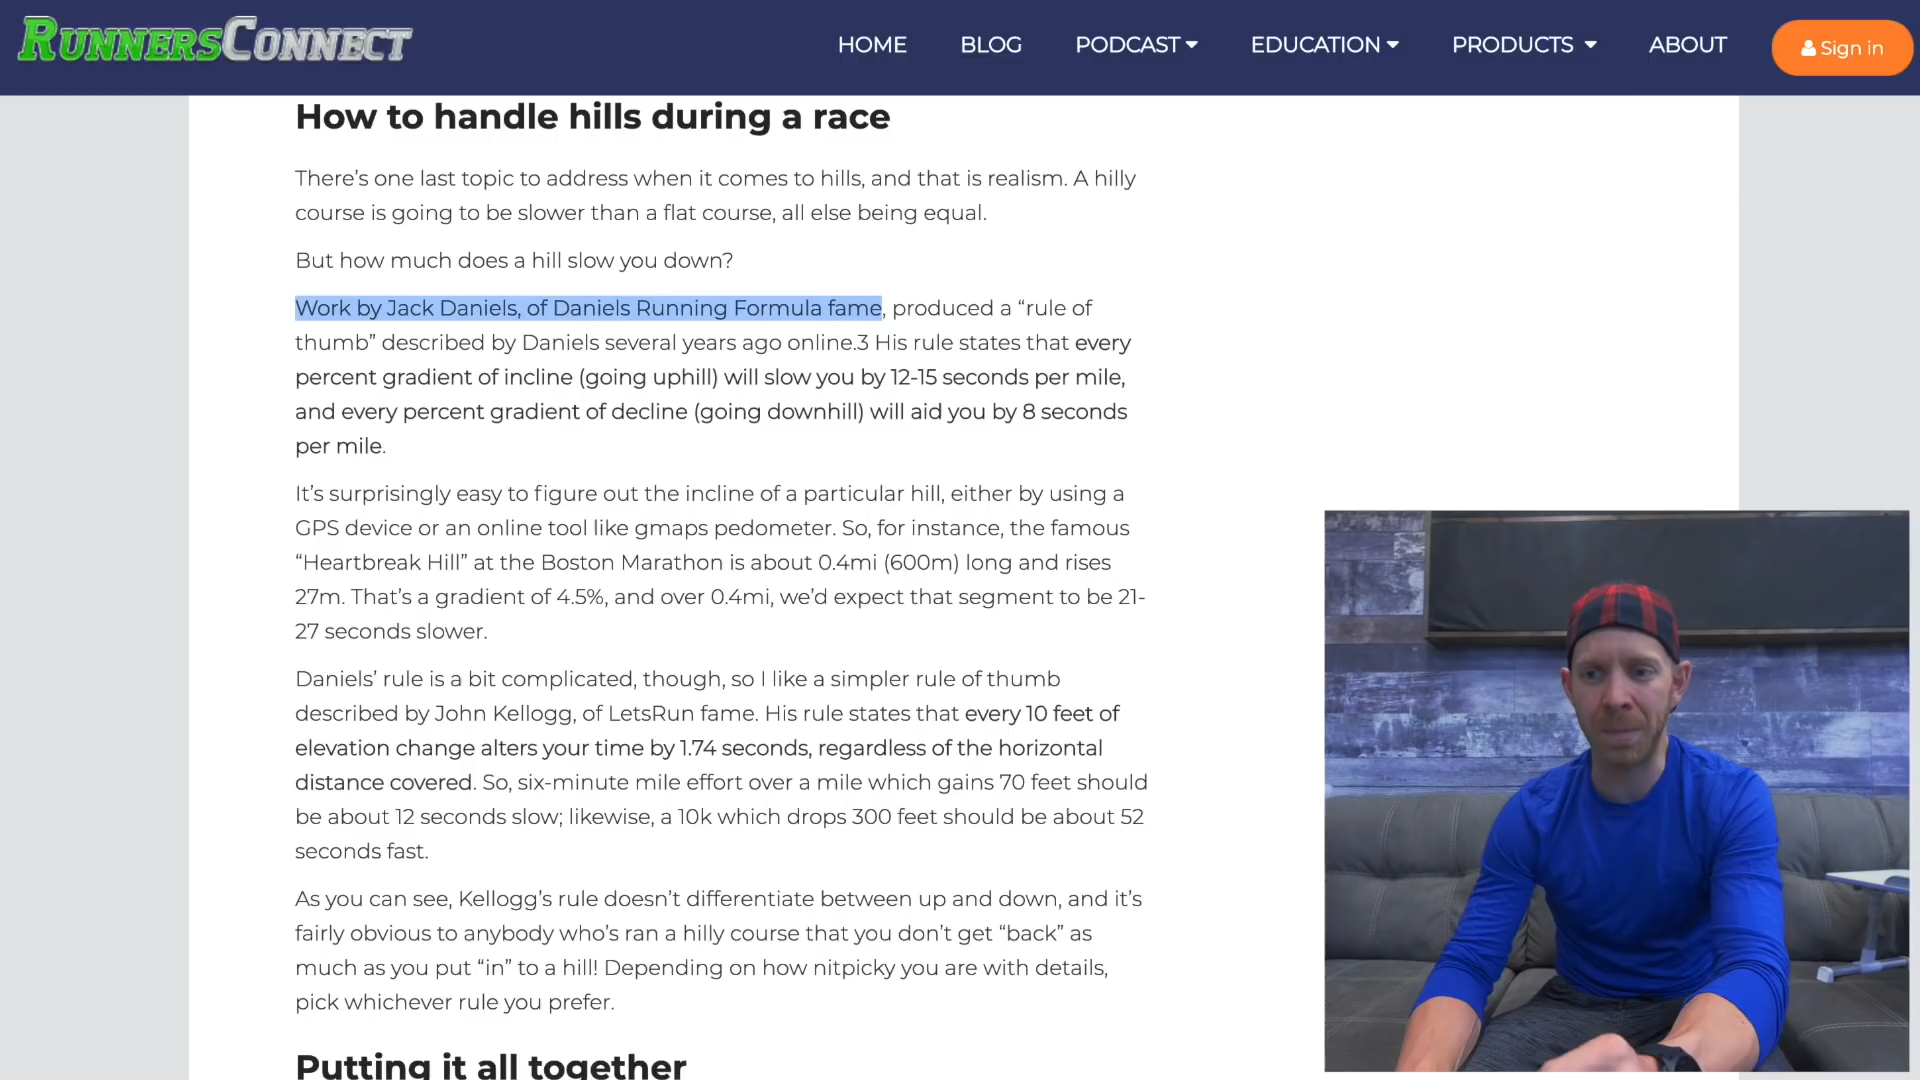 RUNNERSCONNECT
HOME BLOG PODCAST EDUCATION PRODUCTS ABOUT Sign in
How to handle hills during a race
There’s one last topic to address when it comes to hills, and that is realism. A hilly
course is going to be slower than a flat course, all else being equal.
But how much does a hill slow you down?
Work by Jack Daniels, of Daniels Running Formula fame, produced a “rule of
thumb” described by Daniels several years ago online.3 His rule states that every
percent gradient of incline (going uphill) will slow you by 12-15 seconds per mile,
and every percent gradient of decline (going downhill) will aid you by 8 seconds
per mile.
It’s surprisingly easy to figure out the incline of a particular hill, either by using a
GPS device or an online tool like gmaps pedometer. So, for instance, the famous
“Heartbreak Hill” at the Boston Marathon is about 0.4mi (600m) long and rises
27m. That’s a gradient of 4.5%, and over 0.4mi, we’d expect that segment to be 21-
27 seconds slower.
Daniels’ rule is a bit complicated, though, so I like a simpler rule of thumb
described by John Kellogg, of LetsRun fame. His rule states that every 10 feet of
elevation change alters your time by 1.74 seconds, regardless of the horizontal
distance covered. So, six-minute mile effort over a mile which gains 70 feet should
be about 12 seconds slow; likewise, a 10k which drops 300 feet should be about 52
seconds fast.
As you can see, Kellogg’s rule doesn’t differentiate between up and down, and it’s
fairly obvious to anybody who’s ran a hilly course that you don’t get “back” as
much as you put “in” to a hill! Depending on how nitpicky you are with details,
pick whichever rule you prefer.
Putting it all together